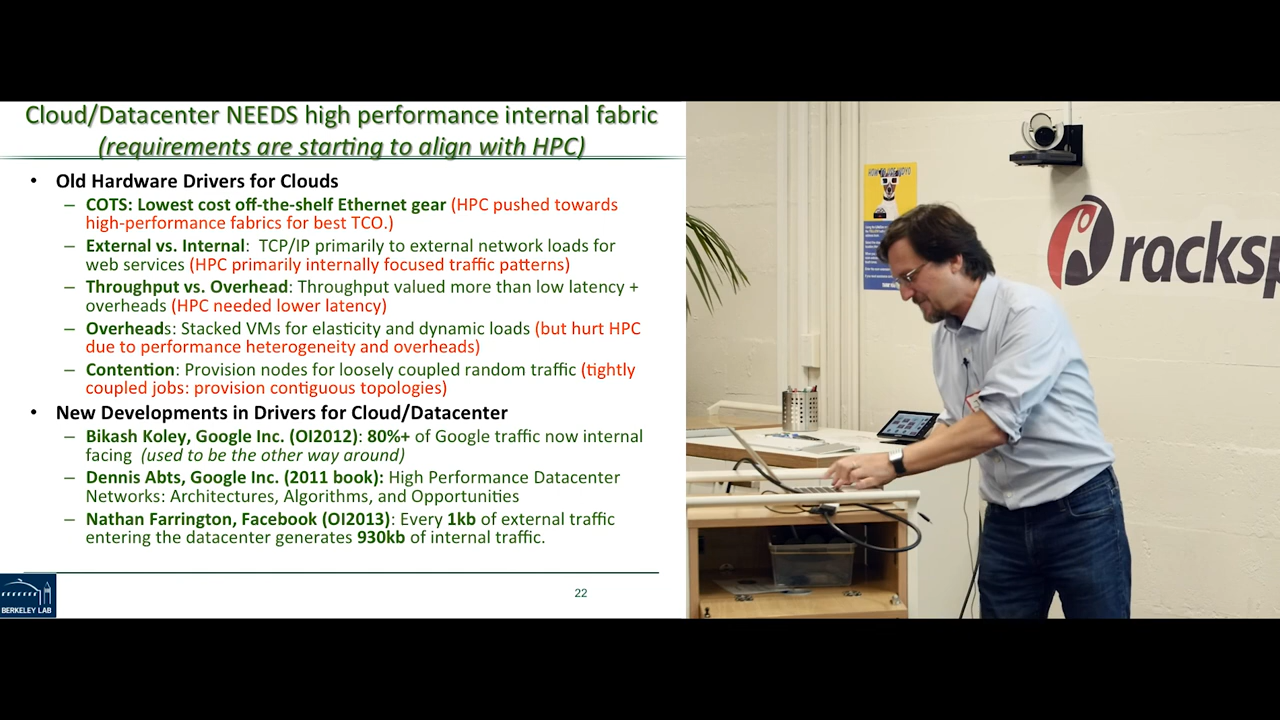 Cloud/Datacenter NEEDS high performance internal fabric
(requirements are starting to align with HPC)
• Old Hardware Drivers for Clouds
– COTS: Lowest cost off-the-shelf Ethernet gear (HPC pushed towards
high-performance fabrics for best TCO.)
– External vs. Internal: TCP/IP primarily to external network loads for
web services (HPC primarily internally focused traffic patterns)
– Throughput vs. Overhead: Throughput valued more than low latency +
overheads (HPC needed lower latency)
– Overheads: Stacked VMs for elasticity and dynamic loads (but hurt HPC
due to performance heterogeneity and overheads)
– Contention: Provision nodes for loosely coupled random traffic (tightly
coupled jobs: provision contiguous topologies)
• New Developments in Drivers for Cloud/Datacenter
– Bikash Koley, Google Inc. (OI2012): 80%+ of Google traffic now internal
facing (used to be the other way around)
– Dennis Abts, Google Inc. (2011 book): High Performance Datacenter
Networks: Architectures, Algorithms, and Opportunities
– Nathan Farrington, Facebook (OI2013): Every 1kb of external traffic
entering the datacenter generates 930kb of internal traffic.
22
BERKELEY LAB
racksp